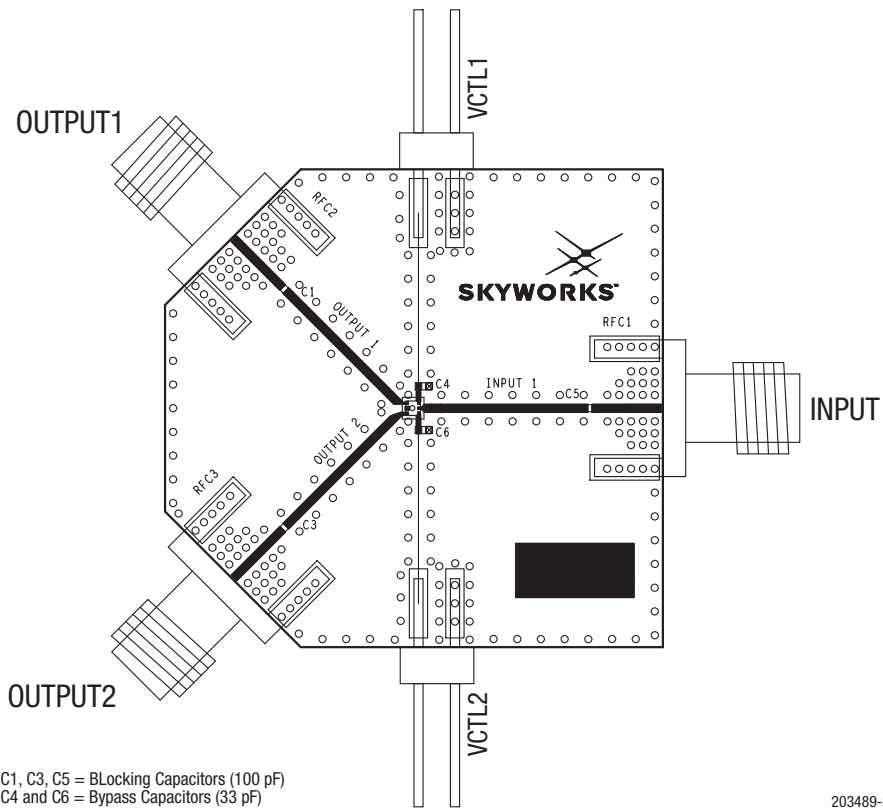 VCTL1
OUTPUT1
RFC2
SKYWORKS
C1
OUTPUT 1
RFC1
C4
INPUT 1
C5
INPUT
C6
OUTPUT 2
RFC3
C3
OUTPUT2
VCTL2
C1, C3, C5 = BLocking Capacitors (100 pF)
C4 and C6 = Bypass Capacitors (33 pF)
203489-